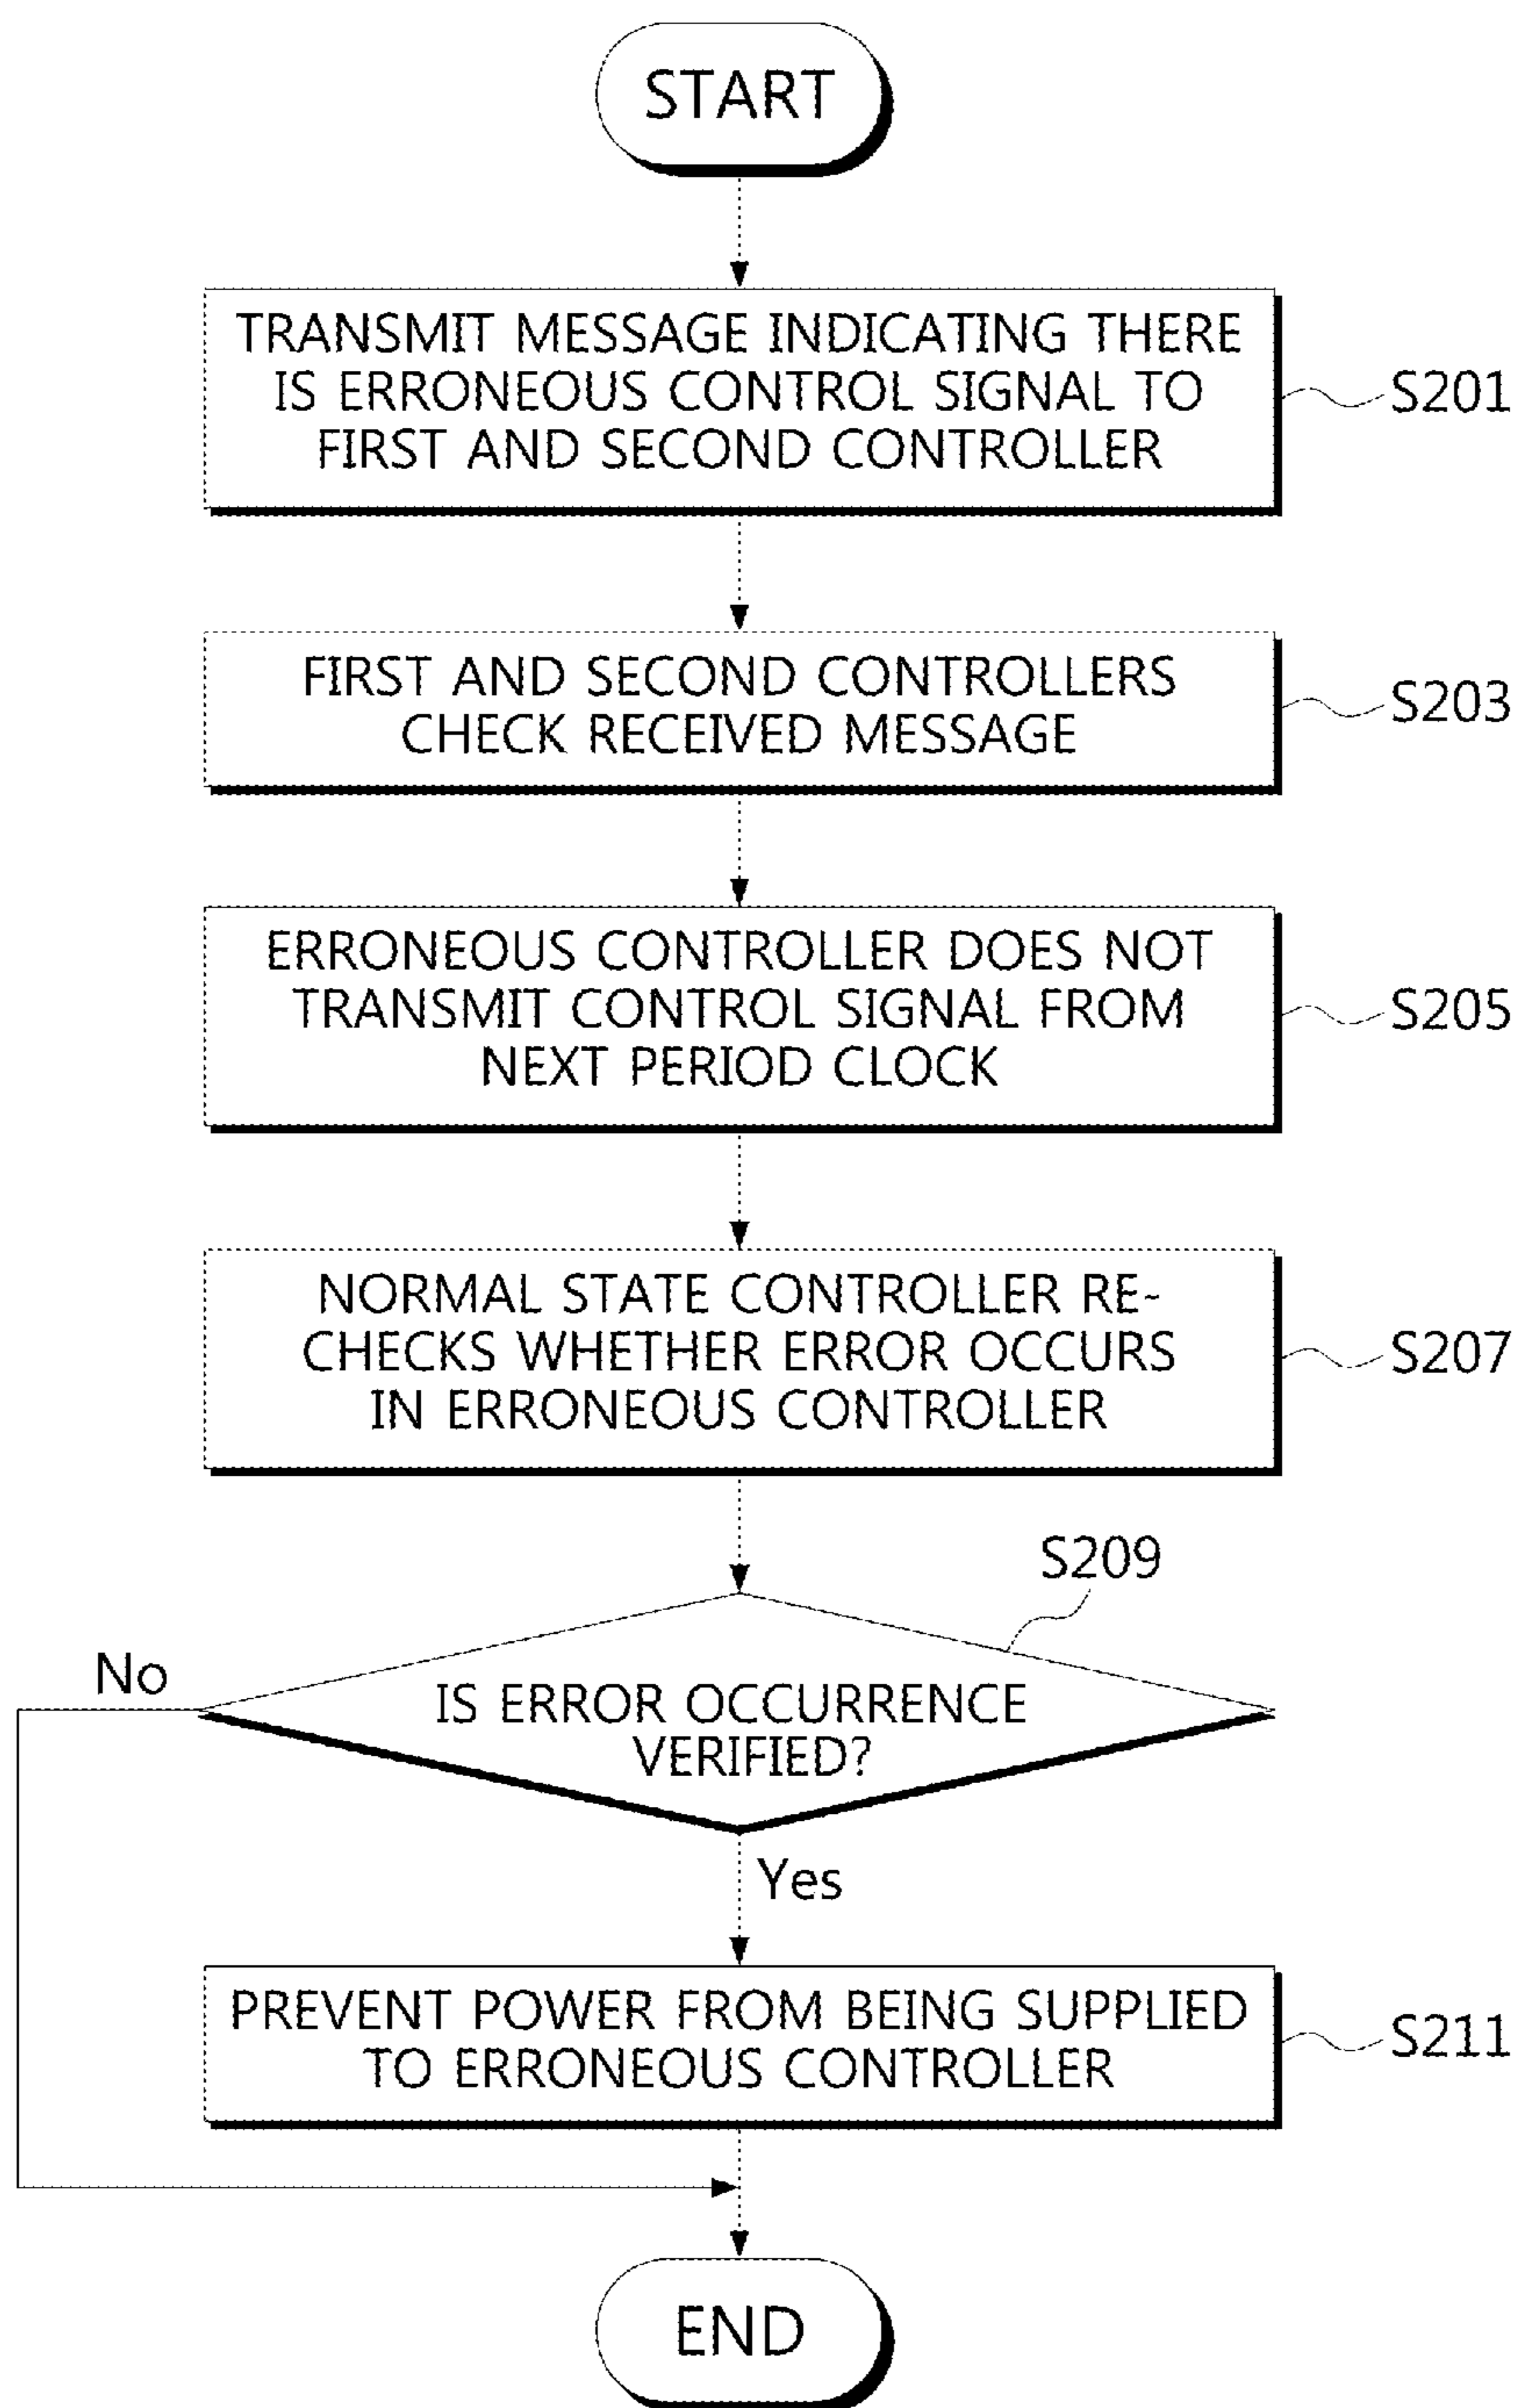 START
TRANSMIT MESSAGE INDICATING THERE
IS ERRONEOUS CONTROL SIGNAL TO
FIRST AND SECOND CONTROLLER
S201
FIRST AND SECOND CONTROLLERS
CHECK RECEIVED MESSAGE
S203
ERRONEOUS CONTROLLER DOES NOT
TRANSMIT CONTROL SIGNAL FROM
NEXT PERIOD CLOCK
S205
NORMAL STATE CONTROLLER RE-
CHECKS WHETHER ERROR OCCURS
IN ERRONEOUS CONTROLLER
S207
S209
No
IS ERROR OCCURRENCE
VERIFIED?
Yes
PREVENT POWER FROM BEING SUPPLIED
TO ERRONEOUS CONTROLLER
S211
END